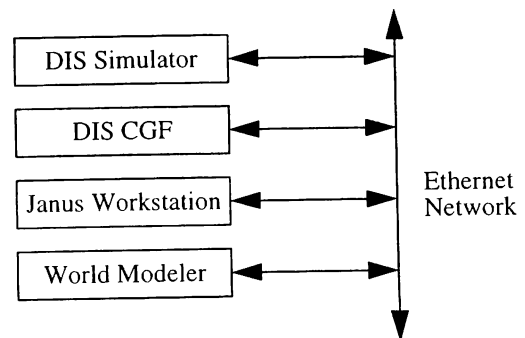 DIS Simulator
DIS CGF
Janus Workstation
World Modeler
Ethernet
Network